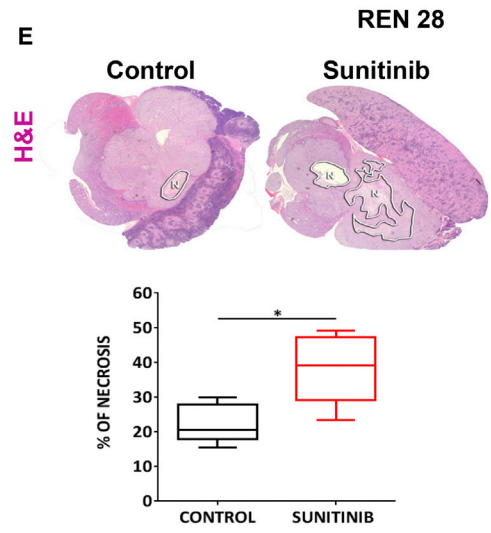 REN 28
E
Control
Sunitinib
H&E
N
N
N
60
50
40
30
20
10
0
% OF NECROSIS
*
CONTROL
SUNITINIB